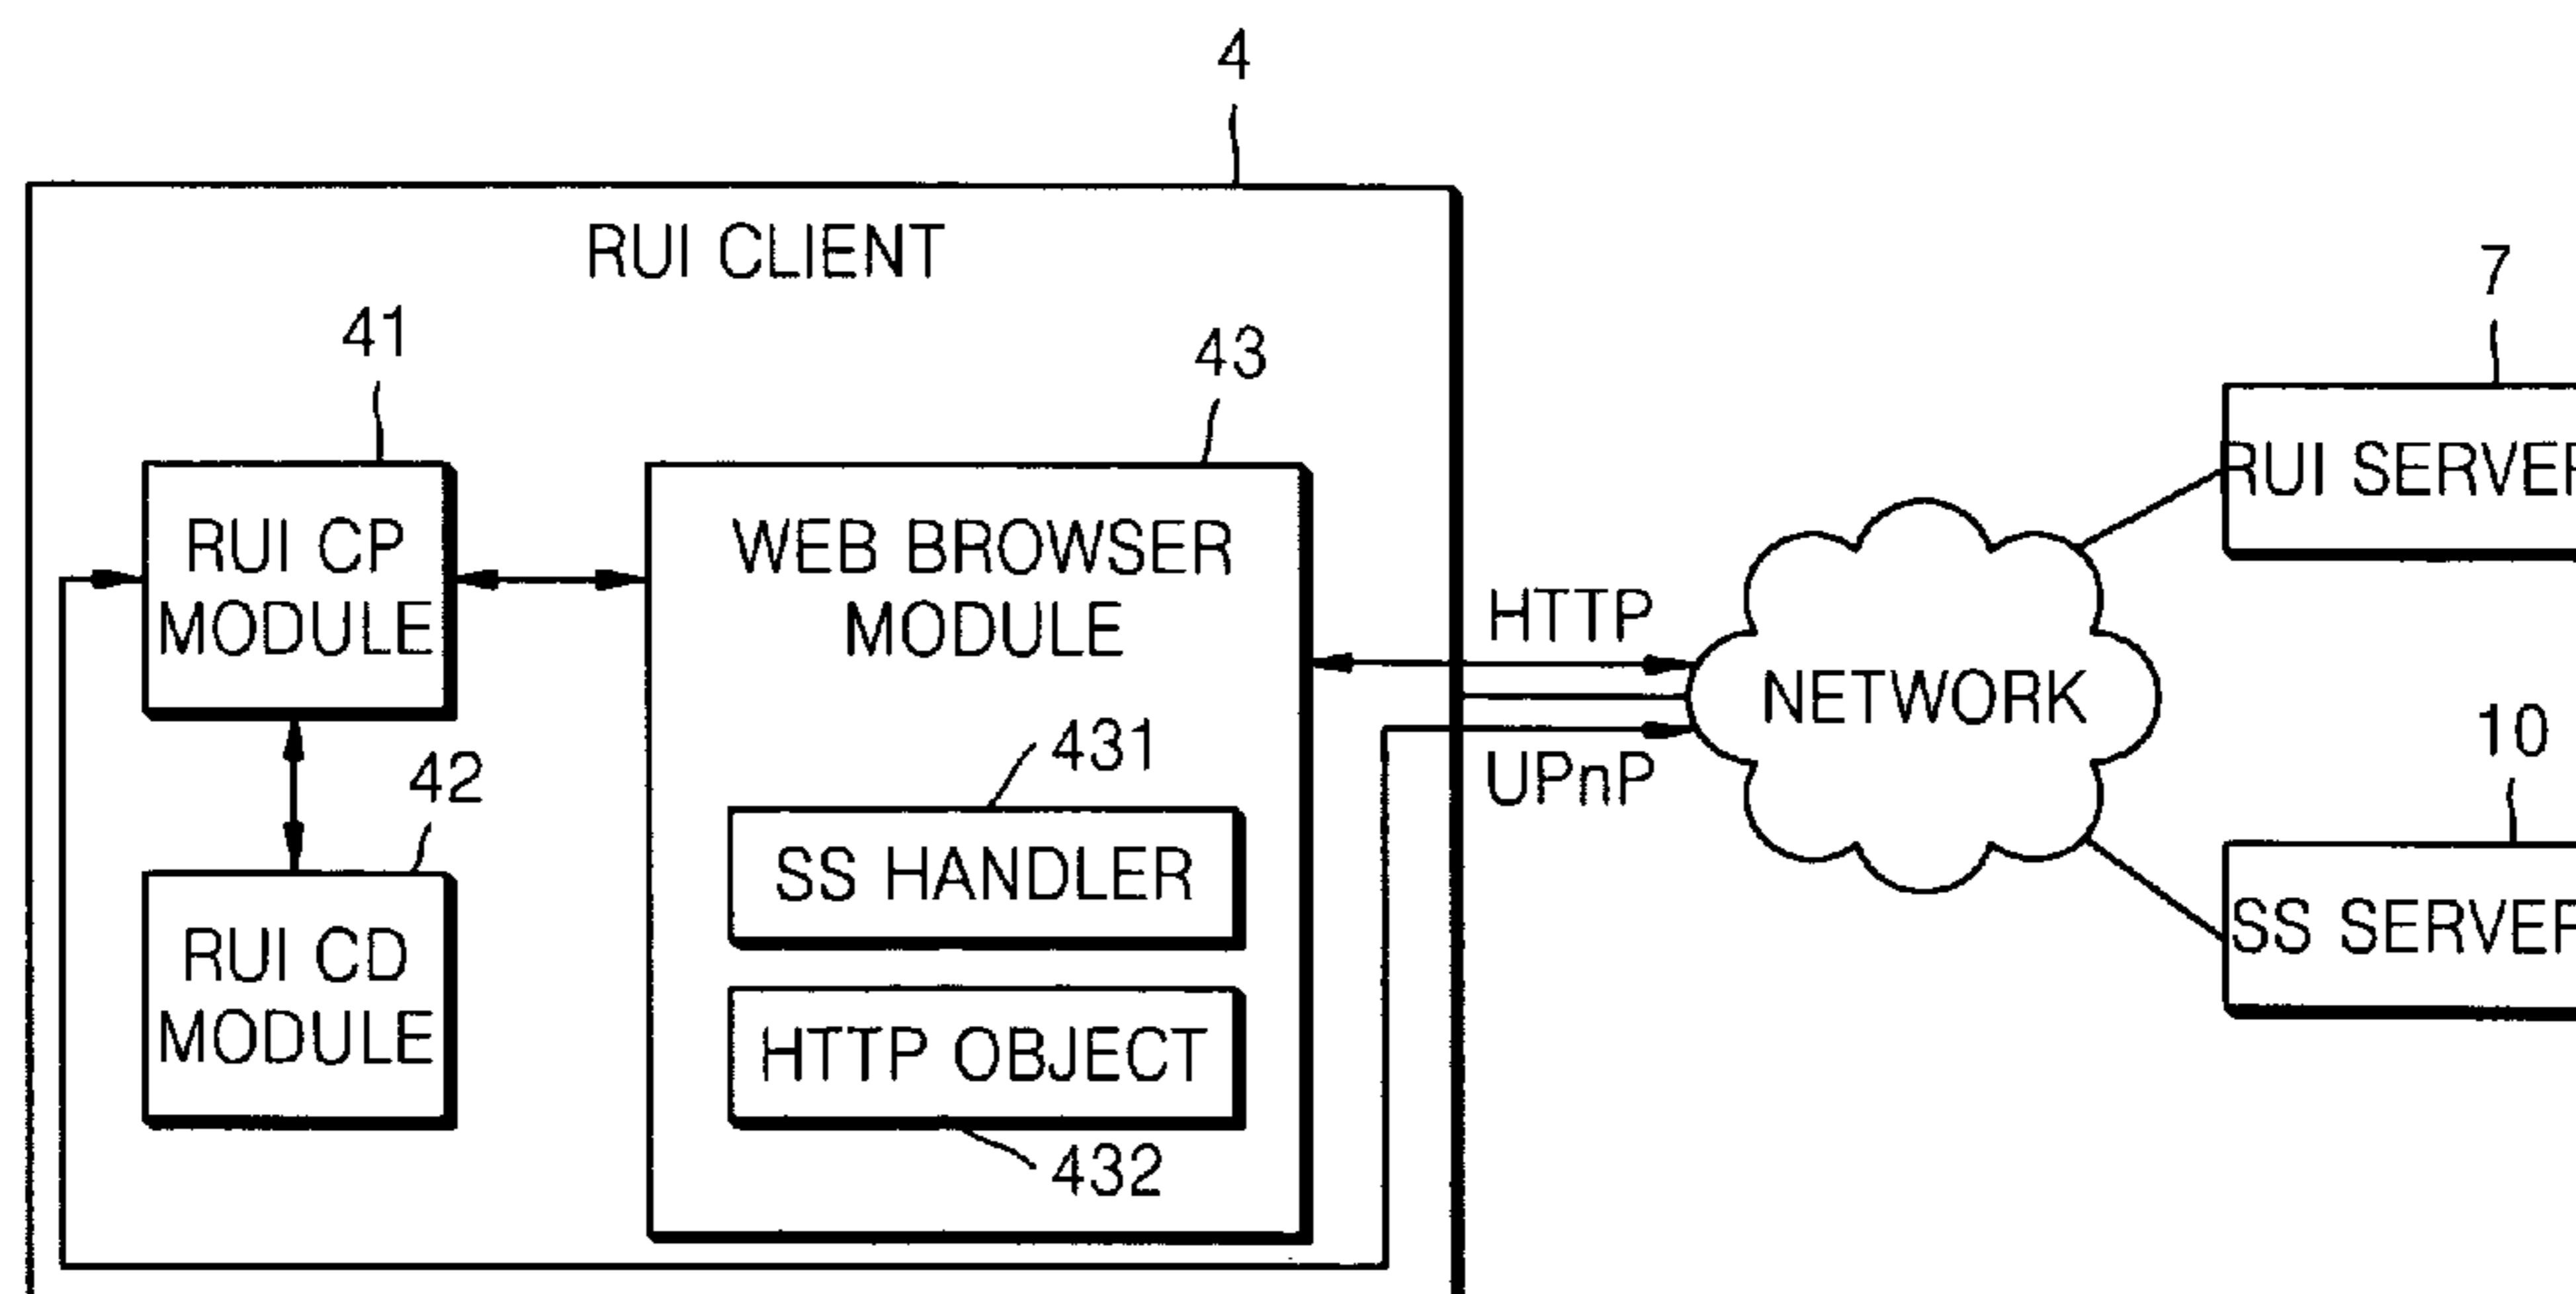 4
RUI CLIENT
7
41
43
RUI SERVER
RUI CP
MODULE
WEB BROWSER
MODULE
HTTP
NETWORK
UPnP
431
10
42
SS HANDLER
SS SERVER
RUI CD
MODULE
HTTP OBJECT
432